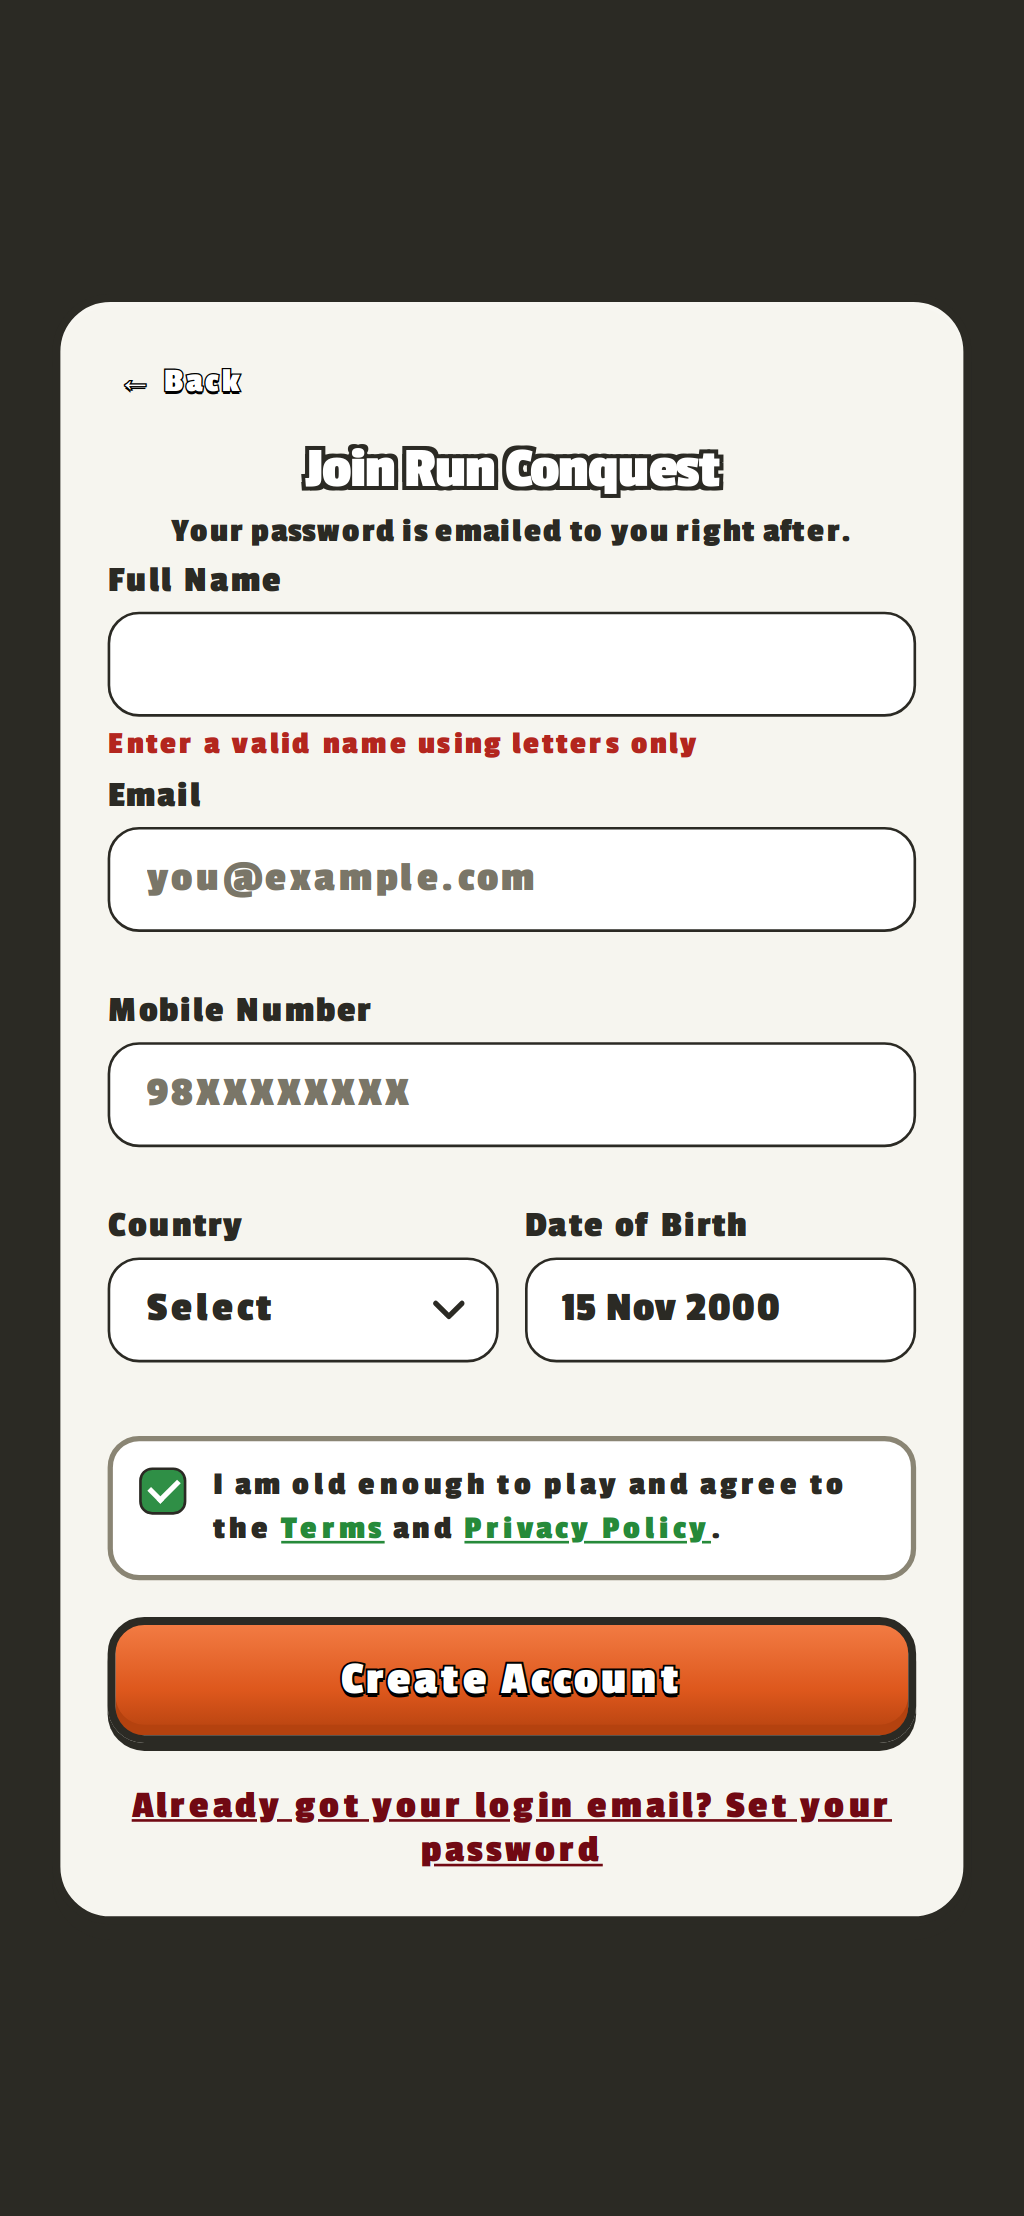 ← Back
Join Run Conquest
Your password is emailed to you right after.
Full Name
Enter a valid name using letters only
Email
you@example.com
Mobile Number
98XXXXXXXX
Country
Date of Birth
Select
15 Nov 2000
I am old enough to play and agree to
the Terms and Privacy Policy.
Create Account
Already got your login email? Set your
password